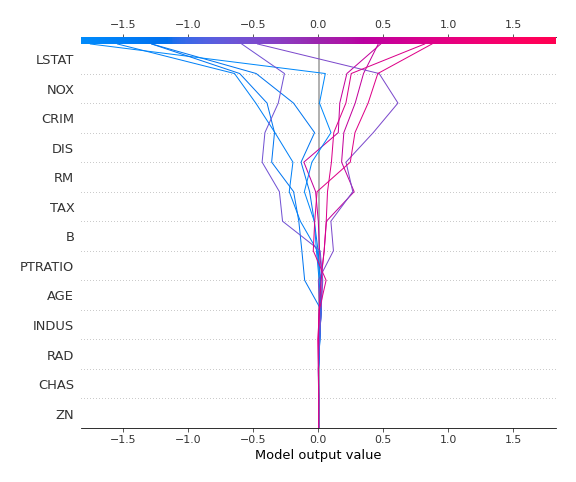 −1.5 −1.0 −0.5 0.0 0.5 1.0 1.5
LSTAT
NOX
CRIM
DIS
RM
TAX
B
PTRATIO
AGE
INDUS
RAD
CHAS
ZN
−1.5 −1.0 −0.5 0.0 0.5 1.0 1.5
Model output value